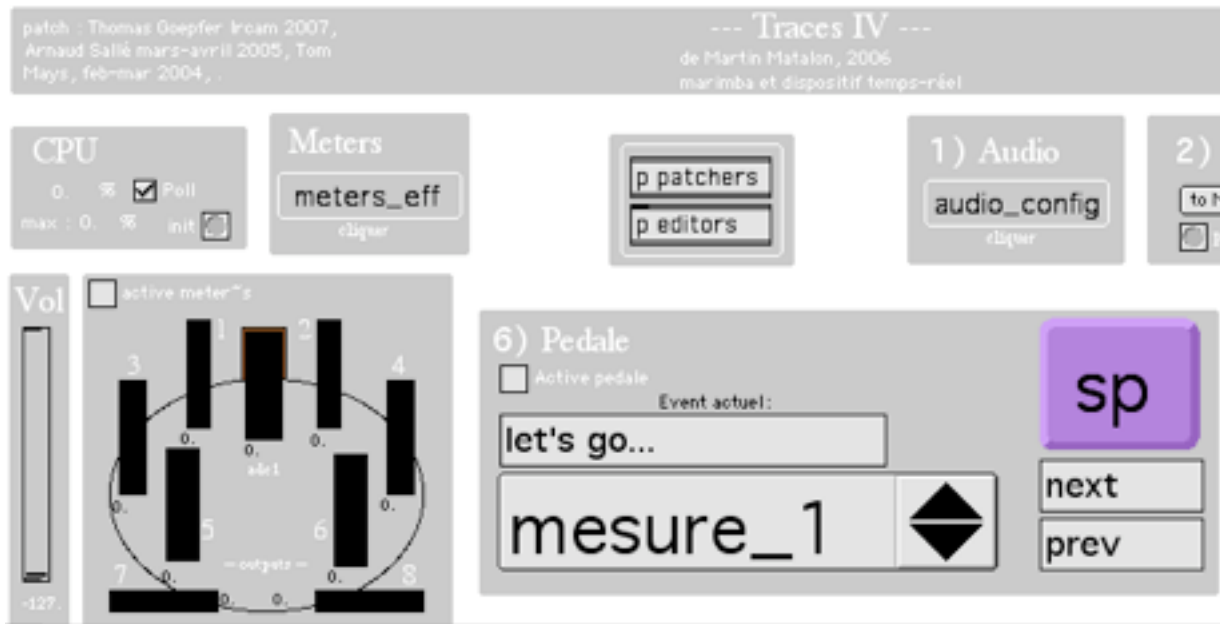 patch : Thomas Goepfer Ircam 2007,
Arnaud Sallé mars-avril 2005, Tom
Mays, feb-mar 2004, .
--- Traces IV ---
de Martin Matalon, 2006
marimba et dispositif temps-réel
CPU
0. % Poll
max : 0. % init
Meters
meters_eff
cliquer
p patchers
p editors
1) Audio
audio_config
cliquer
2)
Vol
-127.
active meter~s
1
2
3
4
0.
0.
0.
adc1
0.
0.
5
6
0.
0.
— outputs —
7
8
0.
0.
6) Pedale
Active pedale
Event actuel:
let's go...
mesure_1
sp
next
prev